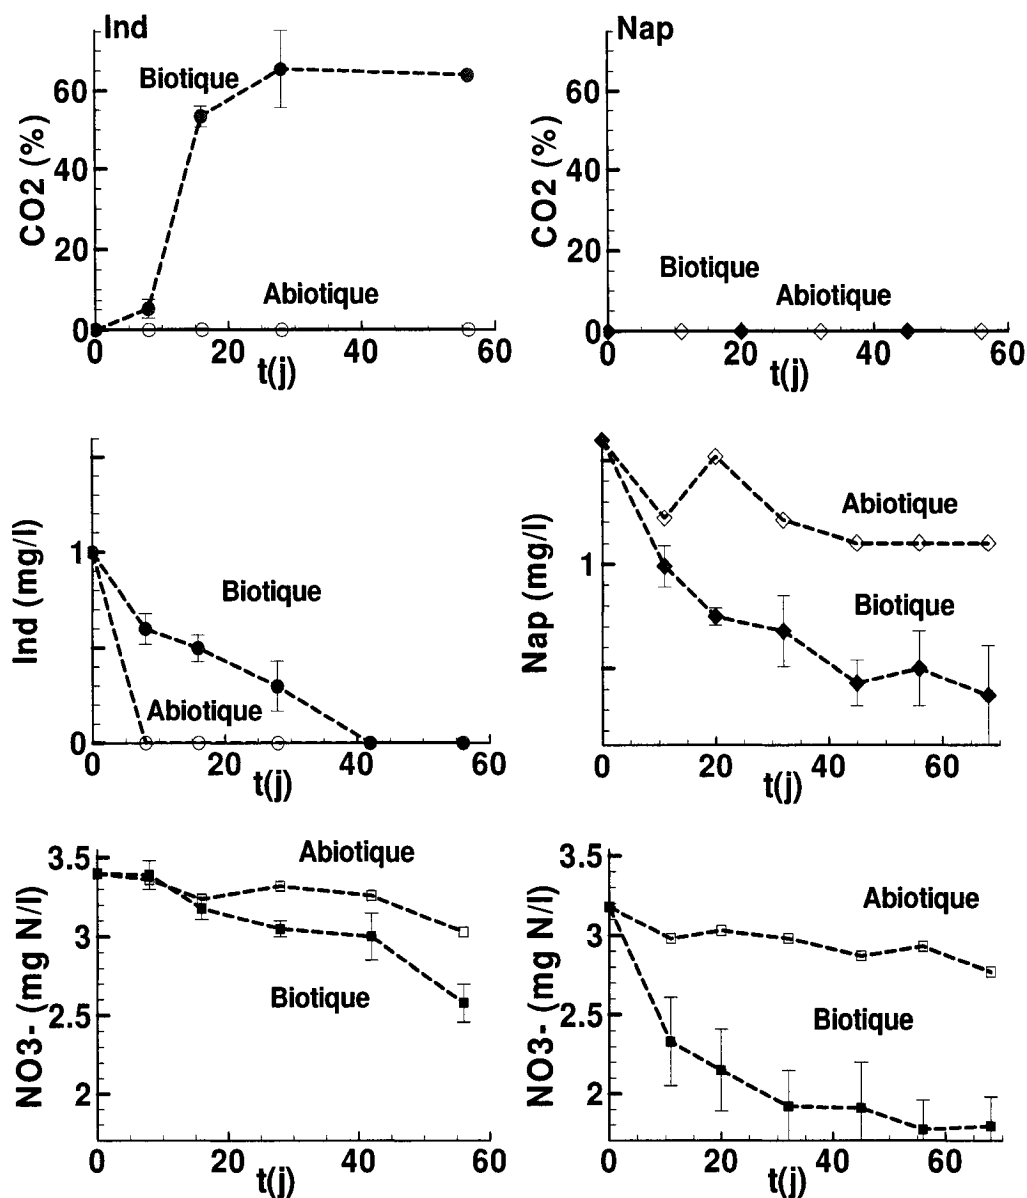 Ind
Biotique
Abiotique
CO2 (%)
60
40
20
0
0 20 40 60
t(j)
Nap
Biotique
Abiotique
CO2 (%)
60
40
20
0
0 20 40 60
t(j)
Ind (mg/l)
1
0
Biotique
Abiotique
0 20 40 60
t(j)
Nap (mg/l)
1
Abiotique
Biotique
0 20 40 60
t(j)
NO3- (mg N/l)
3.5
3
2.5
2
Abiotique
Biotique
0 20 40 60
t(j)
NO3- (mg N/l)
3.5
3
2.5
2
Abiotique
Biotique
0 20 40 60
t(j)